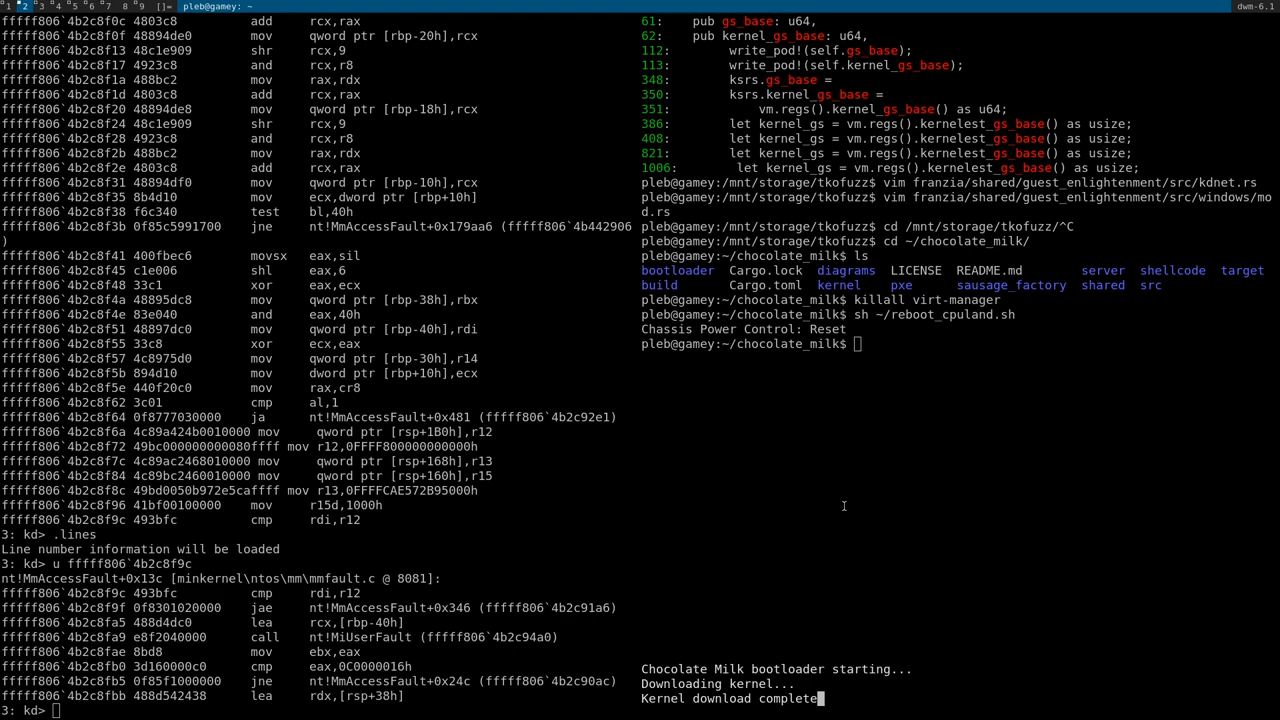 1 2 3 4 5 6 7 8 9 []= pleb@gamey: ~ dwm-6.1
fffff806`4b2c8f0c 4803c8 add rcx,rax
fffff806`4b2c8f0f 48894de0 mov qword ptr [rbp-20h],rcx
fffff806`4b2c8f13 48c1e909 shr rcx,9
fffff806`4b2c8f17 4923c8 and rcx,r8
fffff806`4b2c8f1a 488bc2 mov rax,rdx
fffff806`4b2c8f1d 4803c8 add rcx,rax
fffff806`4b2c8f20 48894de8 mov qword ptr [rbp-18h],rcx
fffff806`4b2c8f24 48c1e909 shr rcx,9
fffff806`4b2c8f28 4923c8 and rcx,r8
fffff806`4b2c8f2b 488bc2 mov rax,rdx
fffff806`4b2c8f2e 4803c8 add rcx,rax
fffff806`4b2c8f31 48894df0 mov qword ptr [rbp-10h],rcx
fffff806`4b2c8f35 8b4d10 mov ecx,dword ptr [rbp+10h]
fffff806`4b2c8f38 f6c340 test bl,40h
fffff806`4b2c8f3b 0f85c5991700 jne nt!MmAccessFault+0x179aa6 (fffff806`4b442906
)
fffff806`4b2c8f41 400fbec6 movsx eax,sil
fffff806`4b2c8f45 c1e006 shl eax,6
fffff806`4b2c8f48 33c1 xor eax,ecx
fffff806`4b2c8f4a 48895dc8 mov qword ptr [rbp-38h],rbx
fffff806`4b2c8f4e 83e040 and eax,40h
fffff806`4b2c8f51 48897dc0 mov qword ptr [rbp-40h],rdi
fffff806`4b2c8f55 33c8 xor ecx,eax
fffff806`4b2c8f57 4c8975d0 mov qword ptr [rbp-30h],r14
fffff806`4b2c8f5b 894d10 mov dword ptr [rbp+10h],ecx
fffff806`4b2c8f5e 440f20c0 mov rax,cr8
fffff806`4b2c8f62 3c01 cmp al,1
fffff806`4b2c8f64 0f8777030000 ja nt!MmAccessFault+0x481 (fffff806`4b2c92e1)
fffff806`4b2c8f6a 4c89a424b0010000 mov qword ptr [rsp+1B0h],r12
fffff806`4b2c8f72 49bc000000000080ffff mov r12,0FFFF800000000000h
fffff806`4b2c8f7c 4c89ac2468010000 mov qword ptr [rsp+168h],r13
fffff806`4b2c8f84 4c89bc2460010000 mov qword ptr [rsp+160h],r15
fffff806`4b2c8f8c 49bd0050b972e5caffff mov r13,0FFFFCAE572B95000h
fffff806`4b2c8f96 41bf00100000 mov r15d,1000h
fffff806`4b2c8f9c 493bfc cmp rdi,r12
3: kd> .lines
Line number information will be loaded
3: kd> u fffff806`4b2c8f9c
nt!MmAccessFault+0x13c [minkernel\ntos\mm\mmfault.c @ 8081]:
fffff806`4b2c8f9c 493bfc cmp rdi,r12
fffff806`4b2c8f9f 0f8301020000 jae nt!MmAccessFault+0x346 (fffff806`4b2c91a6)
fffff806`4b2c8fa5 488d4dc0 lea rcx,[rbp-40h]
fffff806`4b2c8fa9 e8f2040000 call nt!MiUserFault (fffff806`4b2c94a0)
fffff806`4b2c8fae 8bd8 mov ebx,eax
fffff806`4b2c8fb0 3d160000c0 cmp eax,0C0000016h
fffff806`4b2c8fb5 0f85f1000000 jne nt!MmAccessFault+0x24c (fffff806`4b2c90ac)
fffff806`4b2c8fbb 488d542438 lea rdx,[rsp+38h]
3: kd>
61: pub gs_base: u64,
62: pub kernel_gs_base: u64,
112: write_pod!(self.gs_base);
113: write_pod!(self.kernel_gs_base);
348: ksrs.gs_base =
350: ksrs.kernel_gs_base =
351: vm.regs().kernel_gs_base() as u64;
386: let kernel_gs = vm.regs().kernelest_gs_base() as usize;
408: let kernel_gs = vm.regs().kernelest_gs_base() as usize;
821: let kernel_gs = vm.regs().kernelest_gs_base() as usize;
1006: let kernel_gs = vm.regs().kernelest_gs_base() as usize;
pleb@gamey:/mnt/storage/tkofuzz$ vim franzia/shared/guest_enlightenment/src/kdnet.rs
pleb@gamey:/mnt/storage/tkofuzz$ vim franzia/shared/guest_enlightenment/src/windows/mo
d.rs
pleb@gamey:/mnt/storage/tkofuzz$ cd /mnt/storage/tkofuzz/^C
pleb@gamey:/mnt/storage/tkofuzz$ cd ~/chocolate_milk/
pleb@gamey:~/chocolate_milk$ ls
bootloader Cargo.lock diagrams LICENSE README.md server shellcode target
build Cargo.toml kernel pxe sausage_factory shared src
pleb@gamey:~/chocolate_milk$ killall virt-manager
pleb@gamey:~/chocolate_milk$ sh ~/reboot_cpuland.sh
Chassis Power Control: Reset
pleb@gamey:~/chocolate_milk$
Chocolate Milk bootloader starting...
Downloading kernel...
Kernel download complete